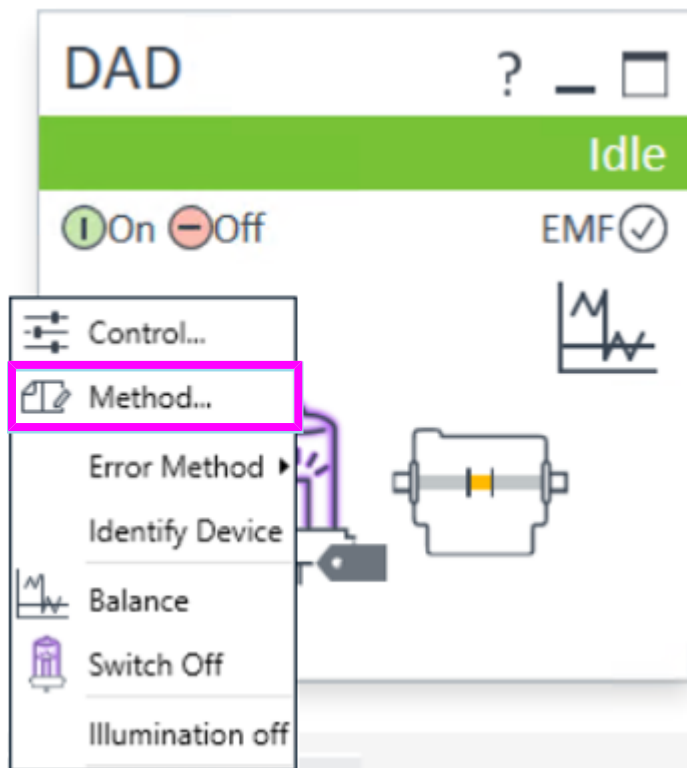 DAD ?
Idle
On Off EMF
Control...
Method...
Error Method
Identify Device
Balance
Switch Off
Illumination off